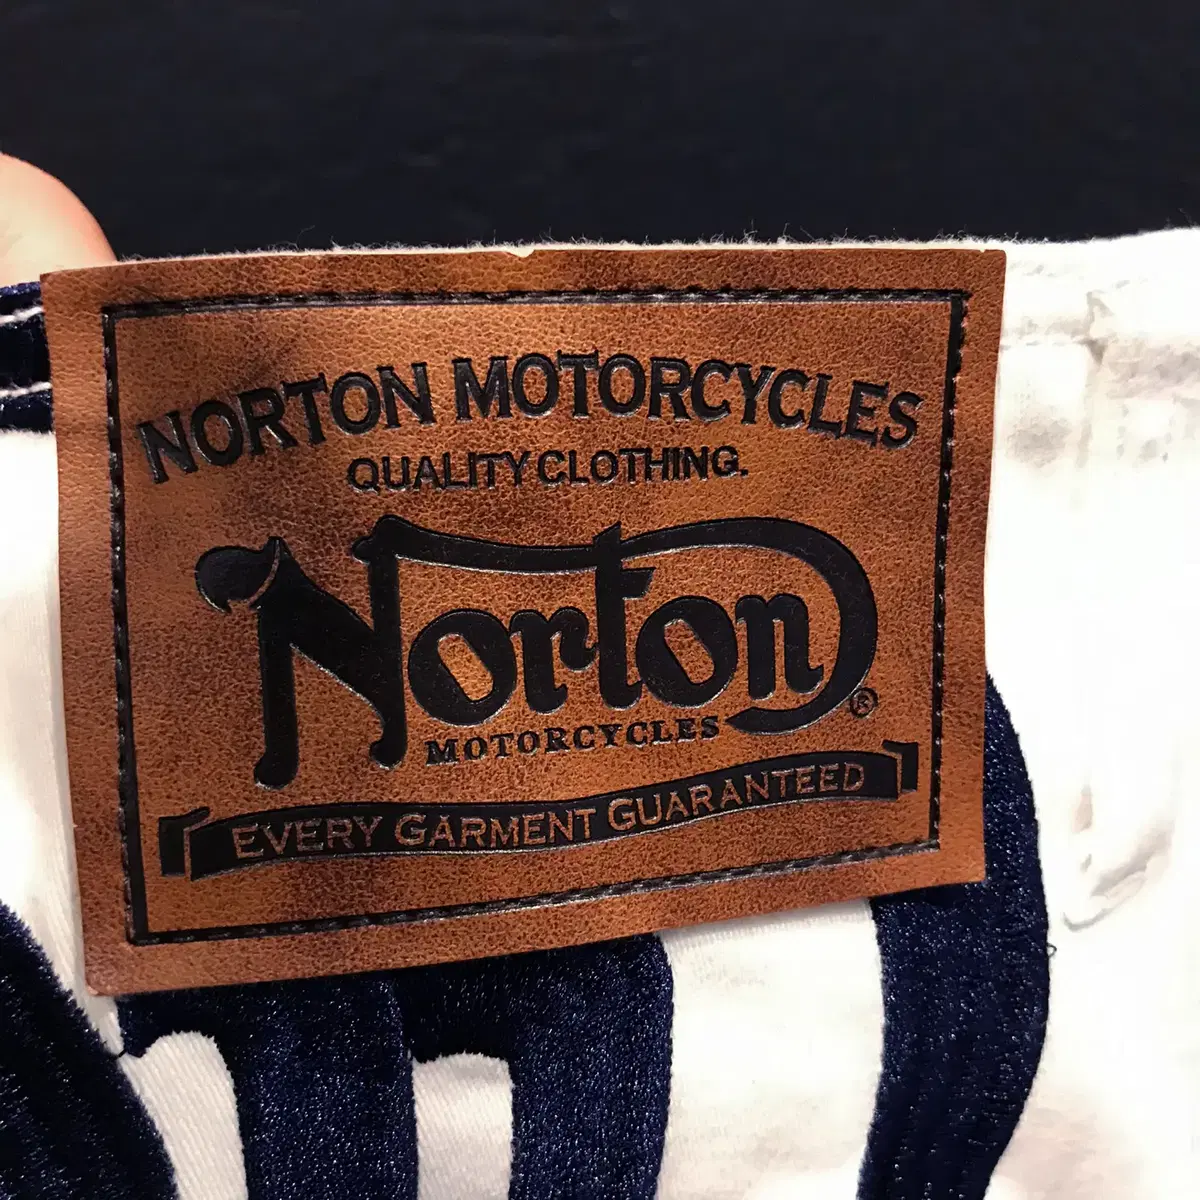 NORTON MOTORCYCLES
QUALITY CLOTHING.
Norton
®
MOTORCYCLES
EVERY GARMENT GUARANTEED